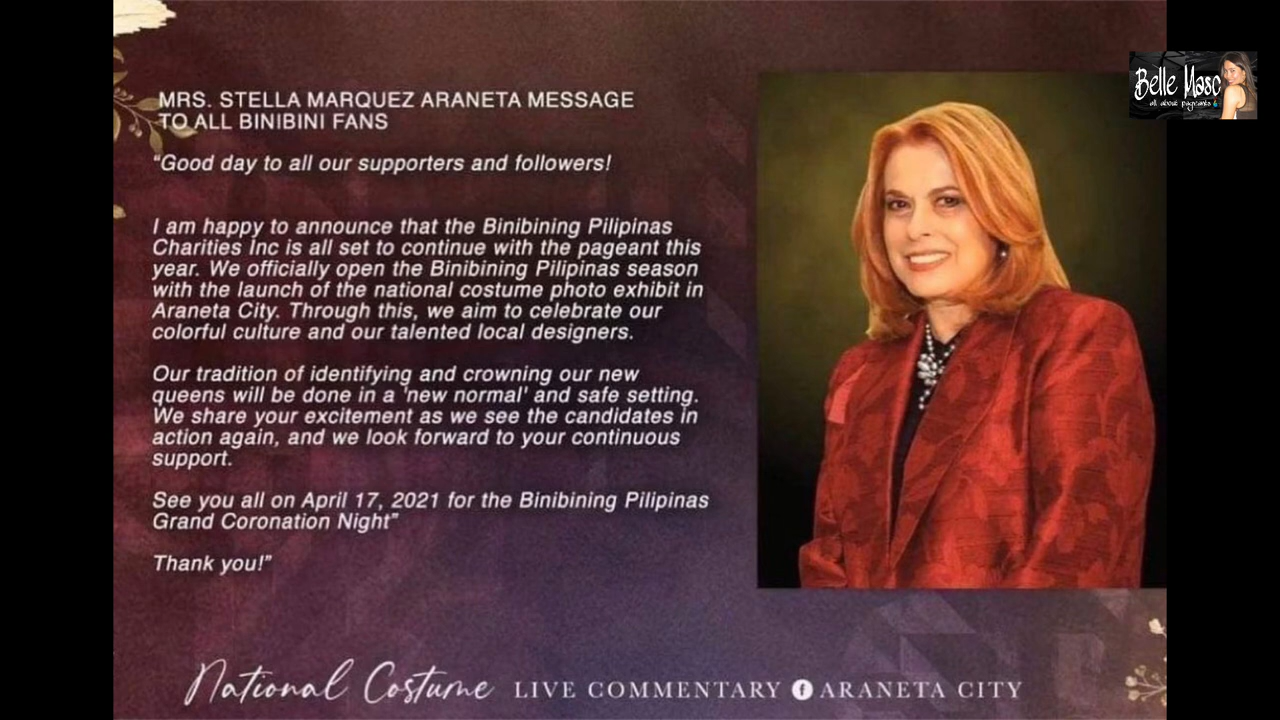 MRS. STELLA MARQUEZ ARANETA MESSAGE
TO ALL BINIBINI FANS
“Good day to all our supporters and followers!
I am happy to announce that the Binibining Pilipinas
Charities Inc is all set to continue with the pageant this
year. We officially open the Binibining Pilipinas season
with the launch of the national costume photo exhibit in
Araneta City. Through this, we aim to celebrate our
colorful culture and our talented local designers.
Our tradition of identifying and crowning our new
queens will be done in a 'new normal' and safe setting.
We share your excitement as we see the candidates in
action again, and we look forward to your continuous
support.
See you all on April 17, 2021 for the Binibining Pilipinas
Grand Coronation Night”
Thank you!”
National Costume LIVE COMMENTARY f ARANETA CITY
Belle Masc
all about pageants